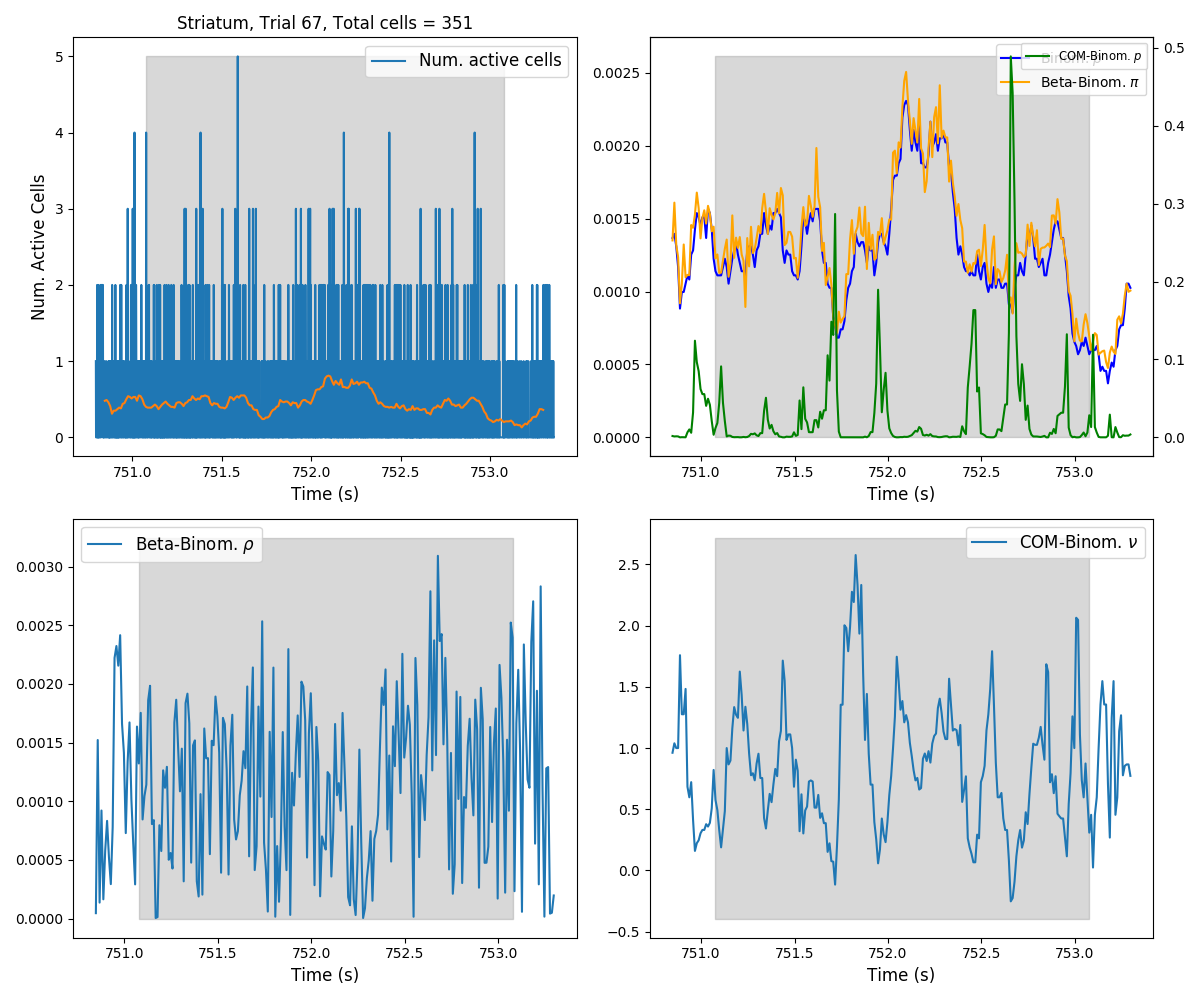 Striatum, Trial 67, Total cells = 351
Num. active cells
Num. Active Cells
5
4
3
2
1
0
751.0 751.5 752.0 752.5 753.0
Time (s)
COM-Binom. p
Beta-Binom. π
0.0025
0.0020
0.0015
0.0010
0.0005
0.0000
0.5
0.4
0.3
0.2
0.1
0.0
751.0 751.5 752.0 752.5 753.0
Time (s)
Beta-Binom. ρ
0.0030
0.0025
0.0020
0.0015
0.0010
0.0005
0.0000
751.0 751.5 752.0 752.5 753.0
Time (s)
COM-Binom. ν
2.5
2.0
1.5
1.0
0.5
0.0
−0.5
751.0 751.5 752.0 752.5 753.0
Time (s)